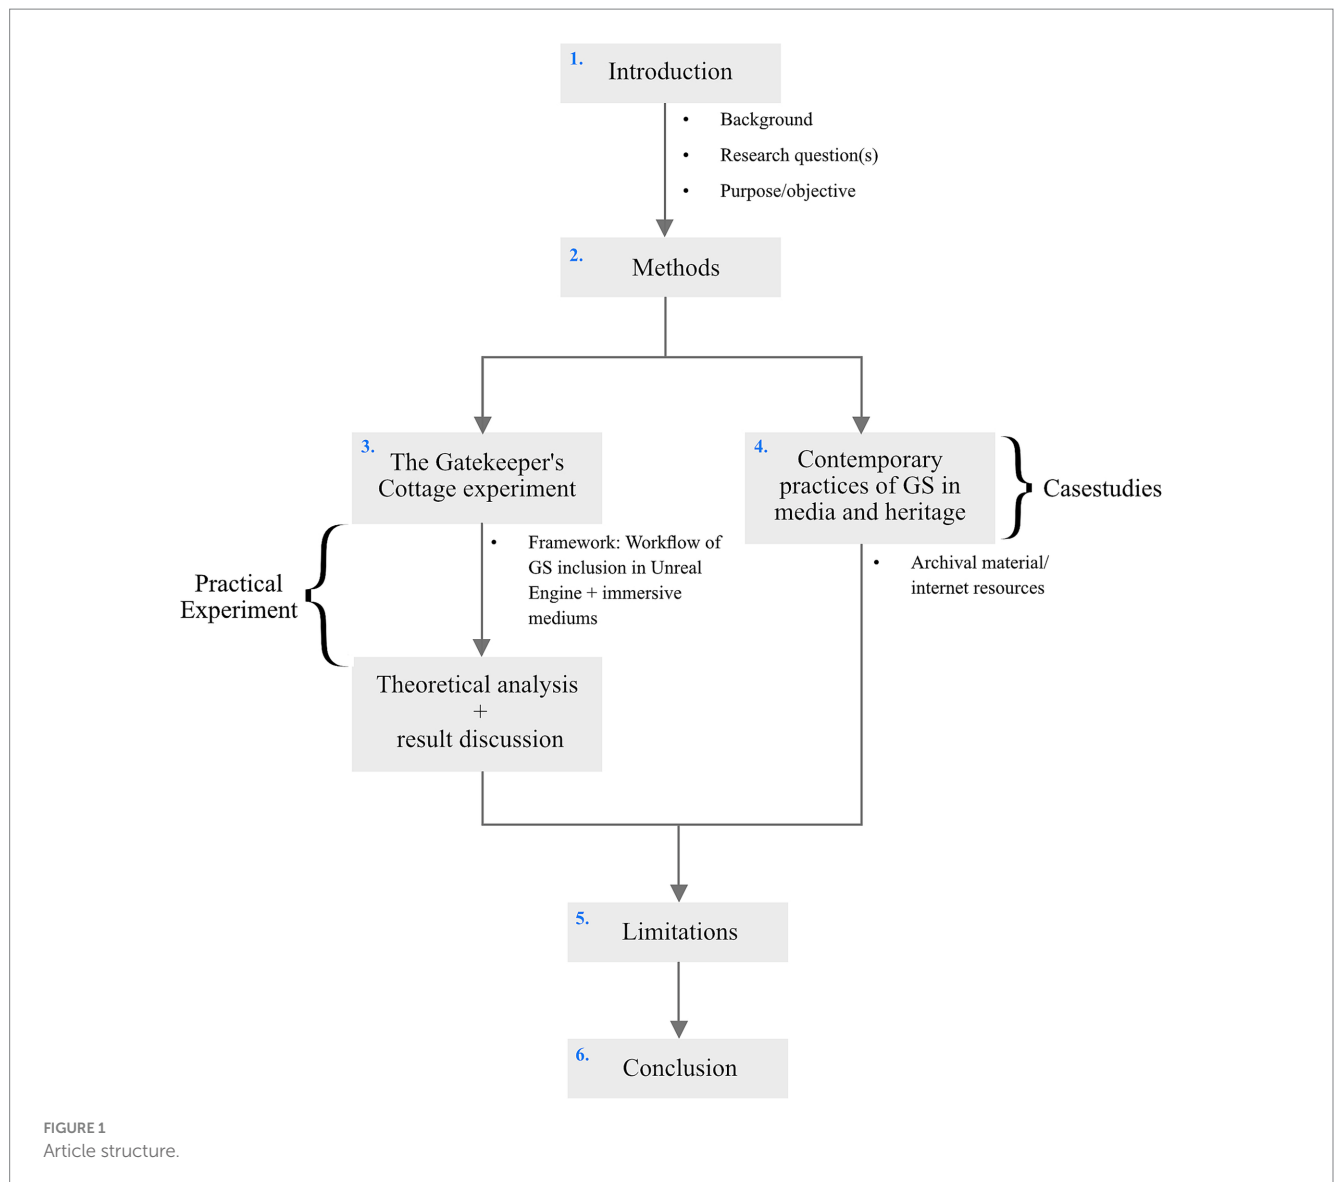 1.
Introduction
• Background
• Research question(s)
• Purpose/objective
2.
Methods
3.
The Gatekeeper's
Cottage experiment
4.
Contemporary
practices of GS in
media and heritage
Casestudies
• Framework: Workflow of
GS inclusion in Unreal
Engine + immersive
mediums
• Archival material/
internet resources
Practical
Experiment
Theoretical analysis
+
result discussion
5.
Limitations
6.
Conclusion
FIGURE 1
Article structure.